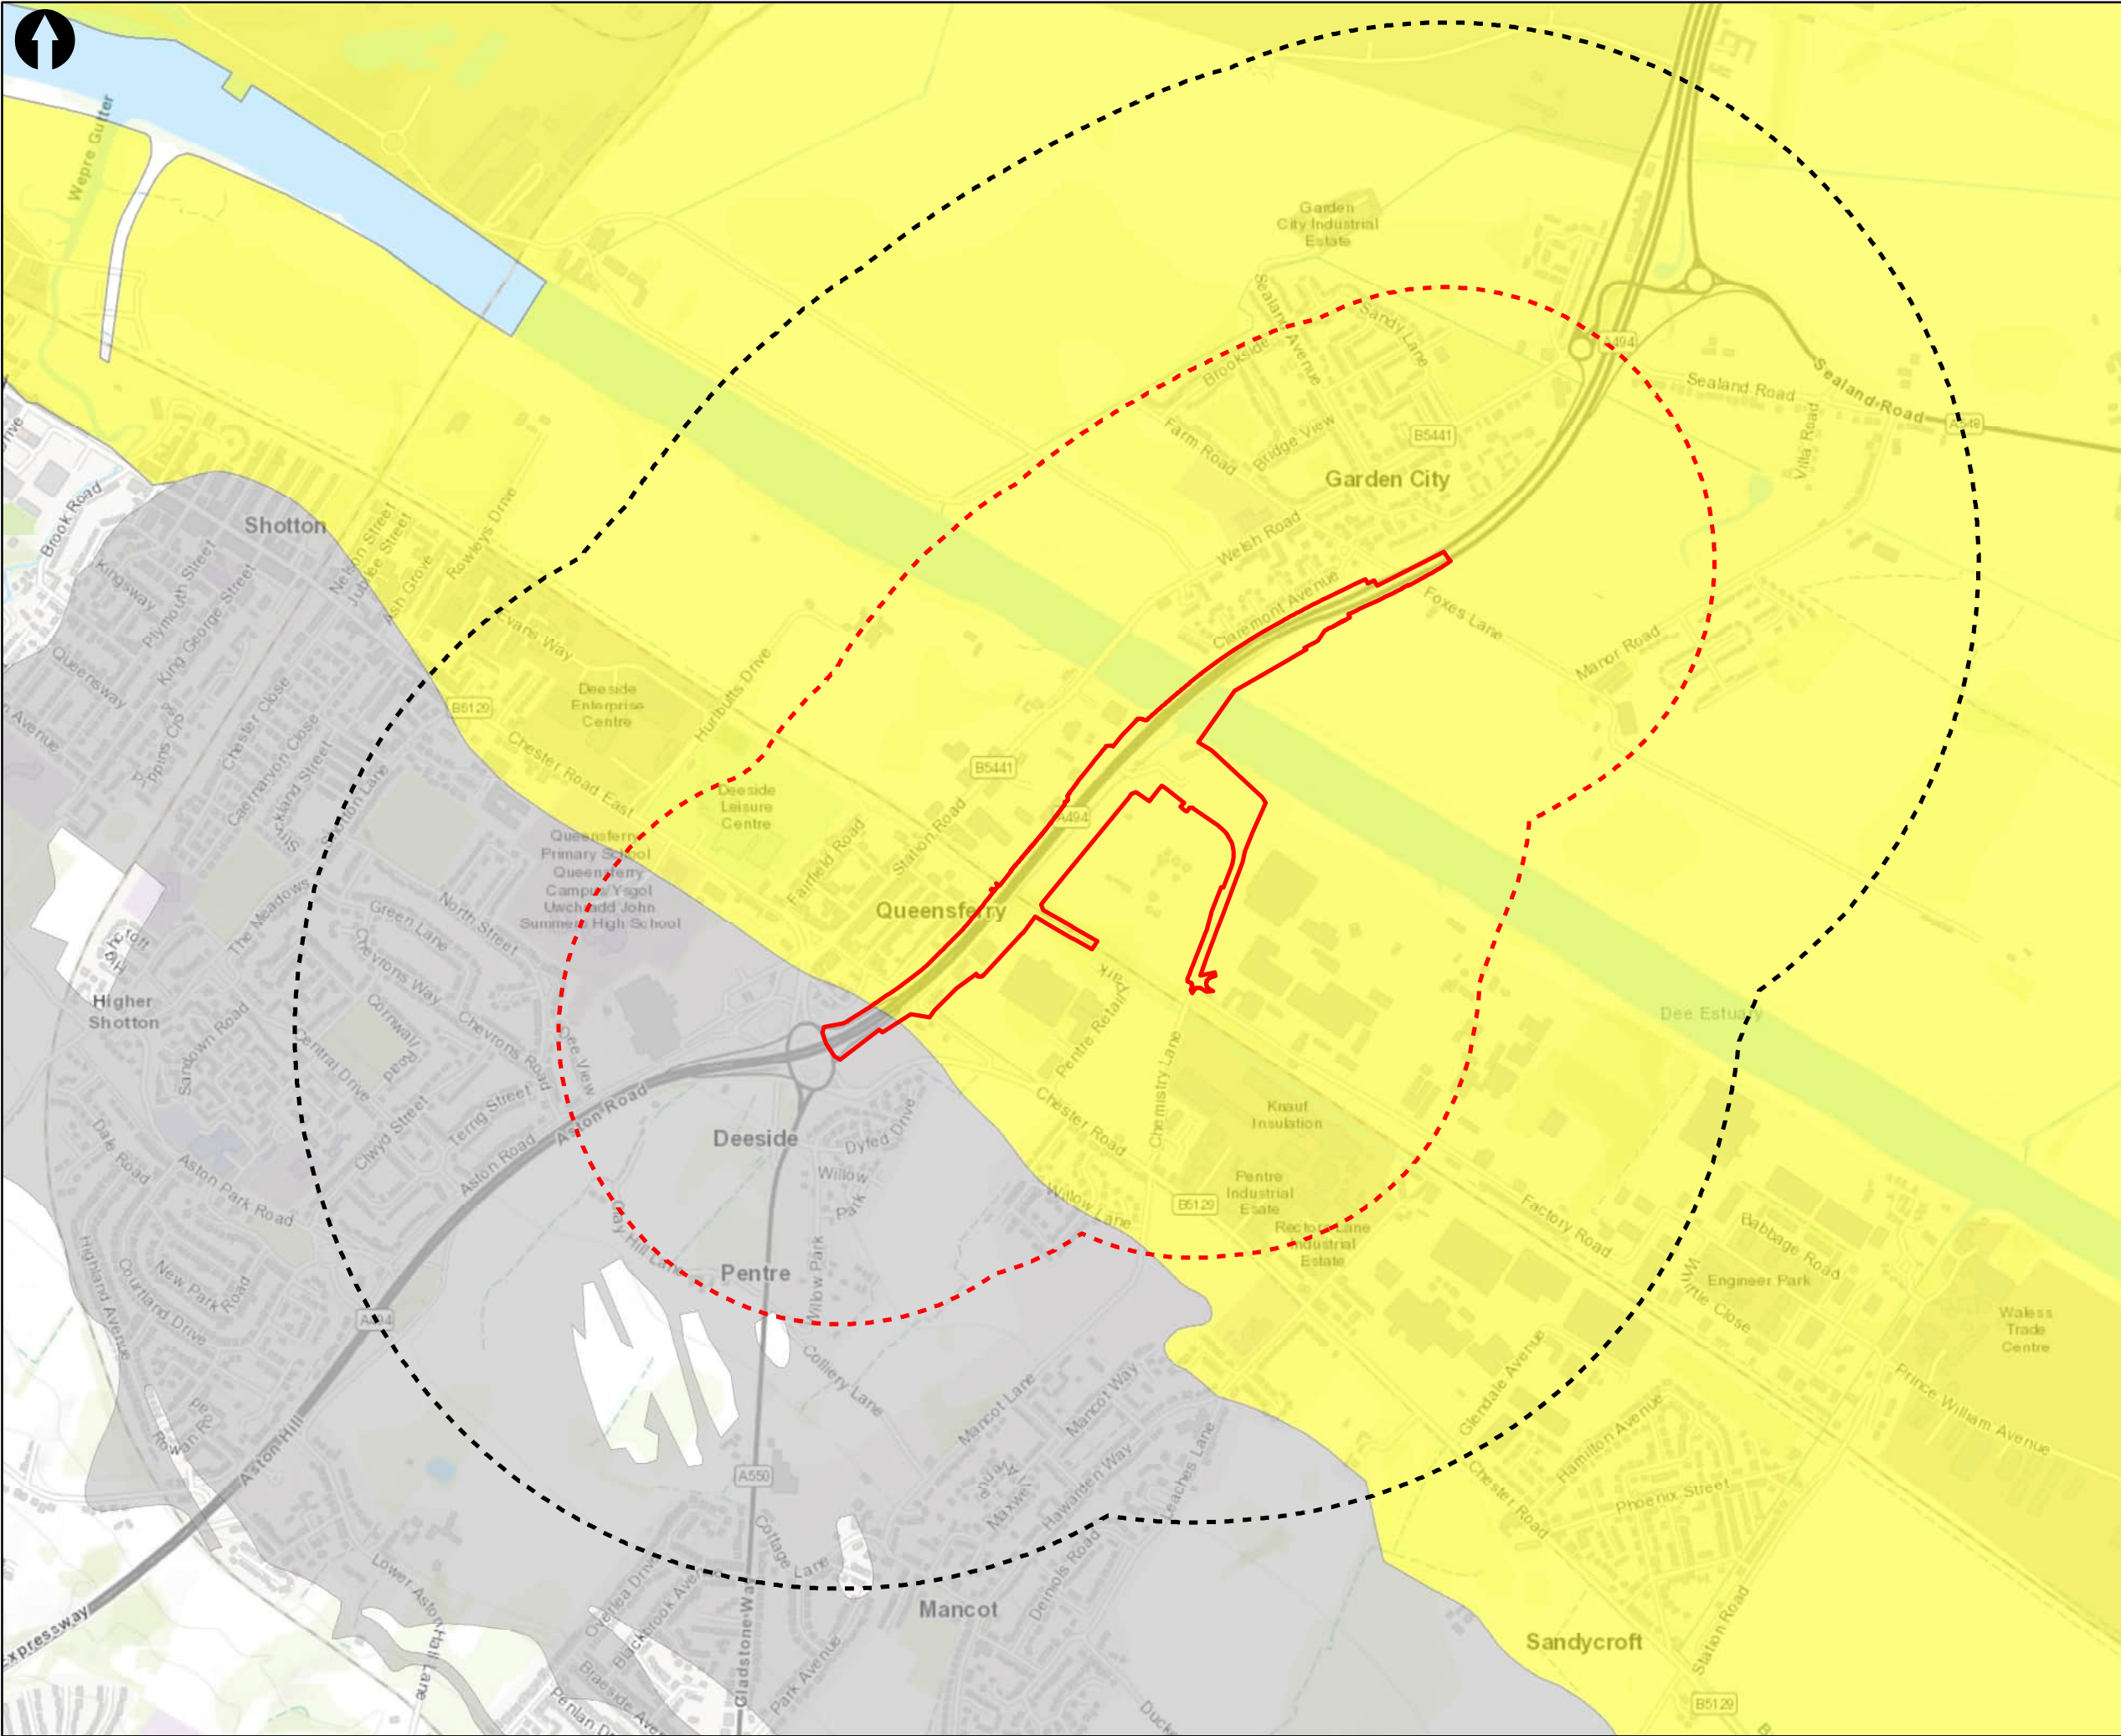 Wepre Gutter
Garden
City Industrial
Estate
Sealand Avenue
Sandy Lane
Brookside
A494
Sealand Road
Sealand Road
A548
Villa Road
Farm Road
Bridge View
B5441
Garden City
Brook Road
Shotton
Nelson Street
Jubilee Street
Ash Grove
Rowleys Drive
Welsh Road
Kingsway
Plymouth Street
King George Street
Claremont Avenue
Foxes Lane
Evans Way
Manor Road
Queensway
Deeside
Enterprise
Centre
Hurlbutts Drive
B5129
Chester Close
Caernarvon Close
Chester Road East
B5441
Deeside
Leisure
Centre
A494
Queensferry
Primary School
Queensferry
Campus/Ysgol
Uwchradd John
Summers High School
Fairfield Road
Station Road
The Meadows
Green Lane
North Street
Queensferry
Chevrons Way
Higher
Shotton
Sandown Road
Cornwall
Road
Chevrons Road
Central Drive
Dee View
Pentre Retail
Park
Dee Estuary
Chemistry Lane
Terrig Street
Clwyd Street
Aston Road
Aston Road
Deeside
Dyfed Drive
Chester Road
Knauf
Insulation
Dale Road
Aston Park Road
Willow
Park
Willow Lane
B5129
Pentre
Industrial
Esate
Rectors Lane
Industrial
Estate
Factory Road
Babbage Road
Highland Avenue
Courtland Drive
New Park Road
Pentre
Willow Park
Engineer Park
A494
Waless
Trade
Centre
Colliery Lane
Mancot Lane
Mancot Way
Glendale Avenue
Prince William Avenue
Aston Hill
A550
Hawarden Way
Leaches Lane
Hamilton Avenue
Chester Road
Phoenix Street
Cottage Lane
Deiniols Road
Lower Aston Hall Lane
Expressway
Mancot
Gladstone Way
Park Avenue
Sandycroft
Station Road
B5129